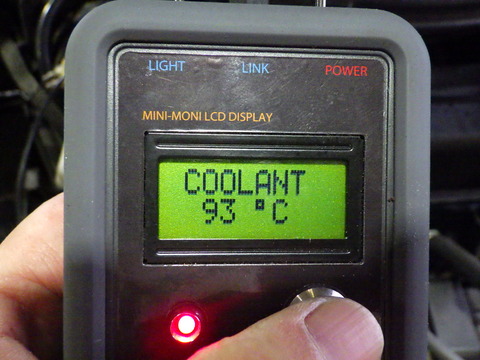 LIGHT LINK POWER
MINI-MONI LCD DISPLAY
COOLANT
93 °C